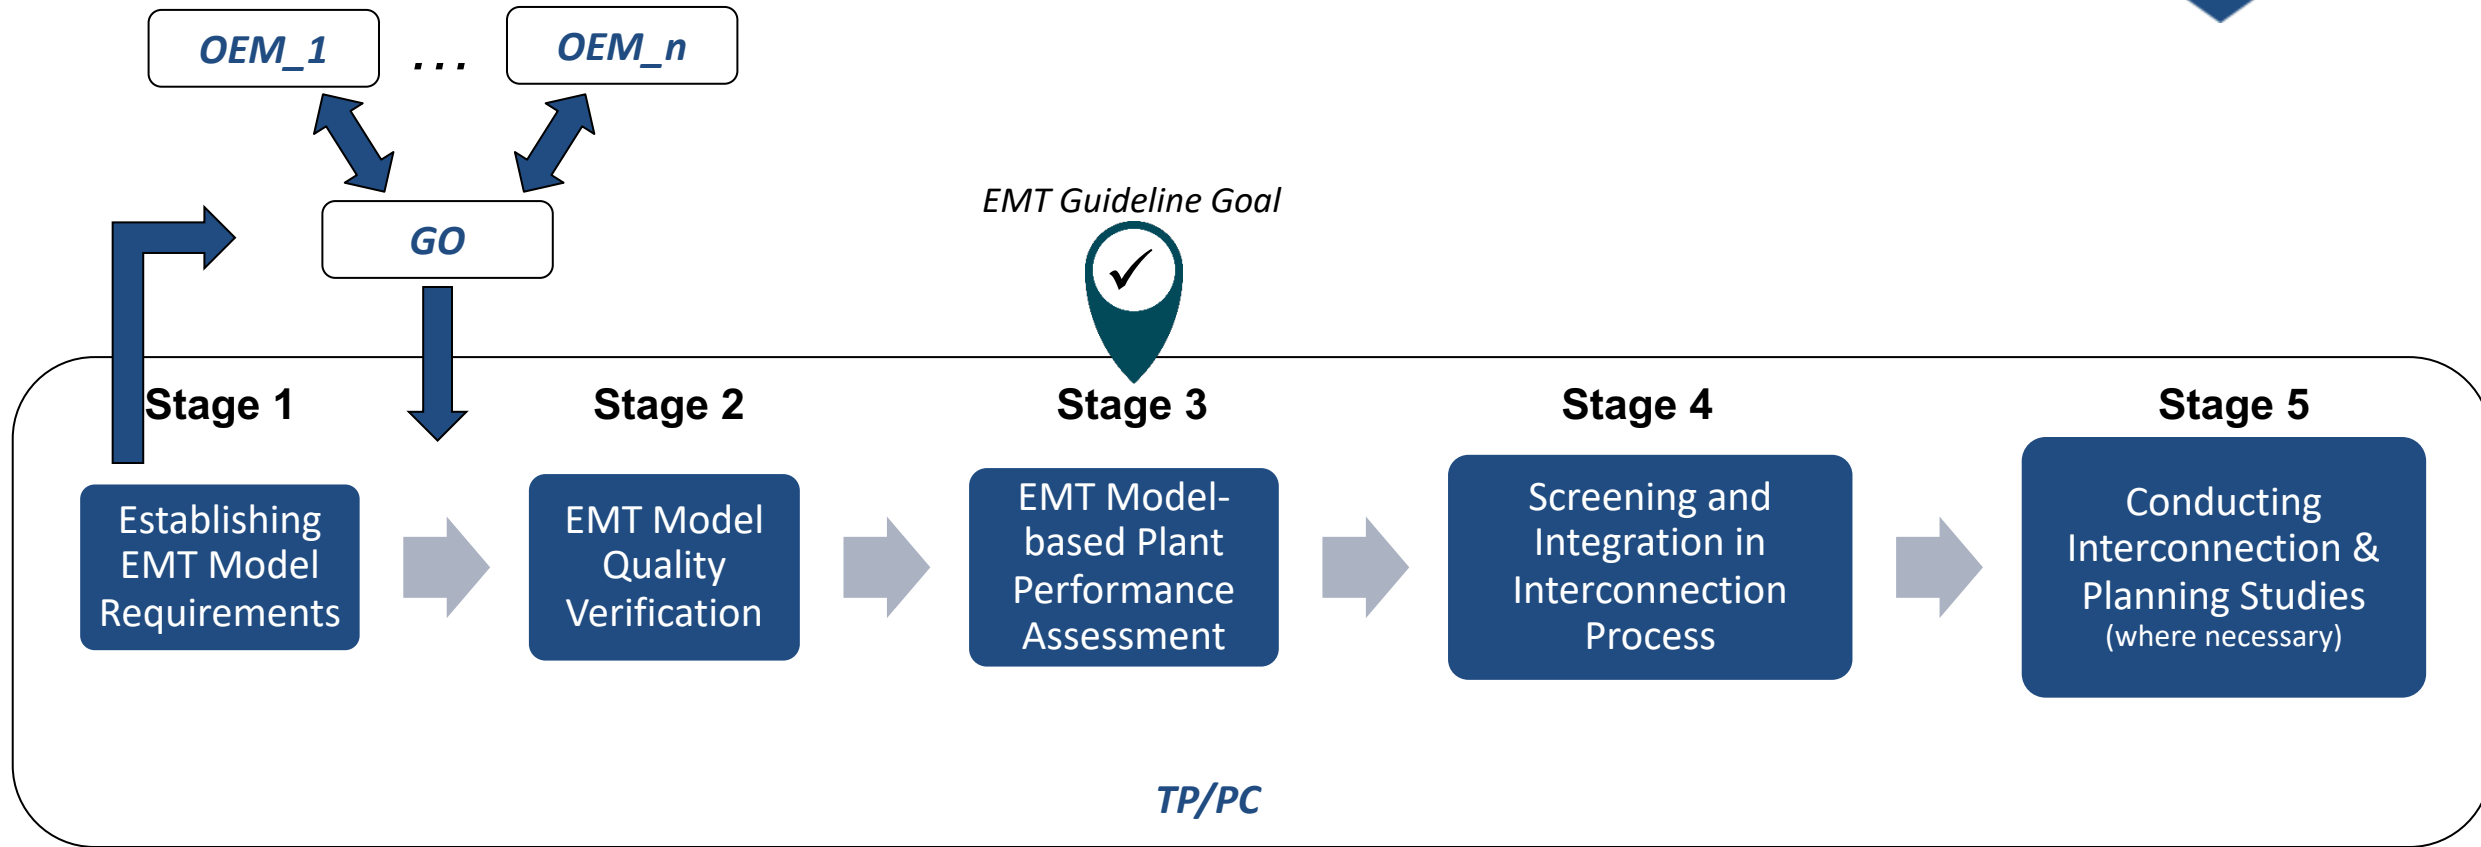 OEM_1
...
OEM_n
GO
EMT Guideline Goal
Stage 1
Stage 2
Stage 3
Stage 4
Stage 5
Establishing
EMT Model
Requirements
EMT Model
Quality
Verification
EMT Model-
based Plant
Performance
Assessment
Screening and
Integration in
Interconnection
Process
Conducting
Interconnection &
Planning Studies
(where necessary)
TP/PC